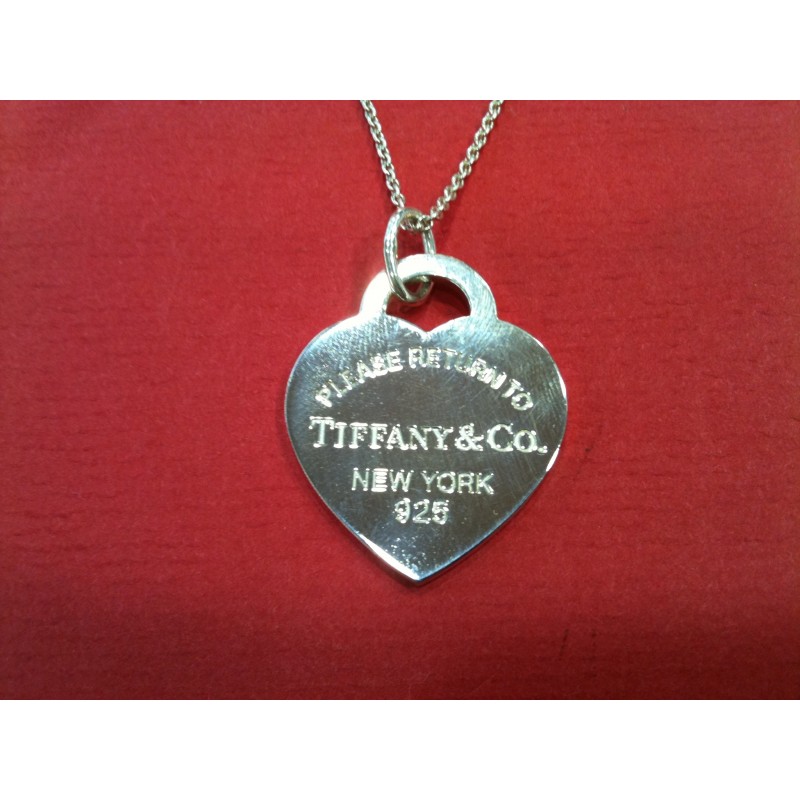 PLEASE RETURN TO
TIFFANY & CO.
NEW YORK
925